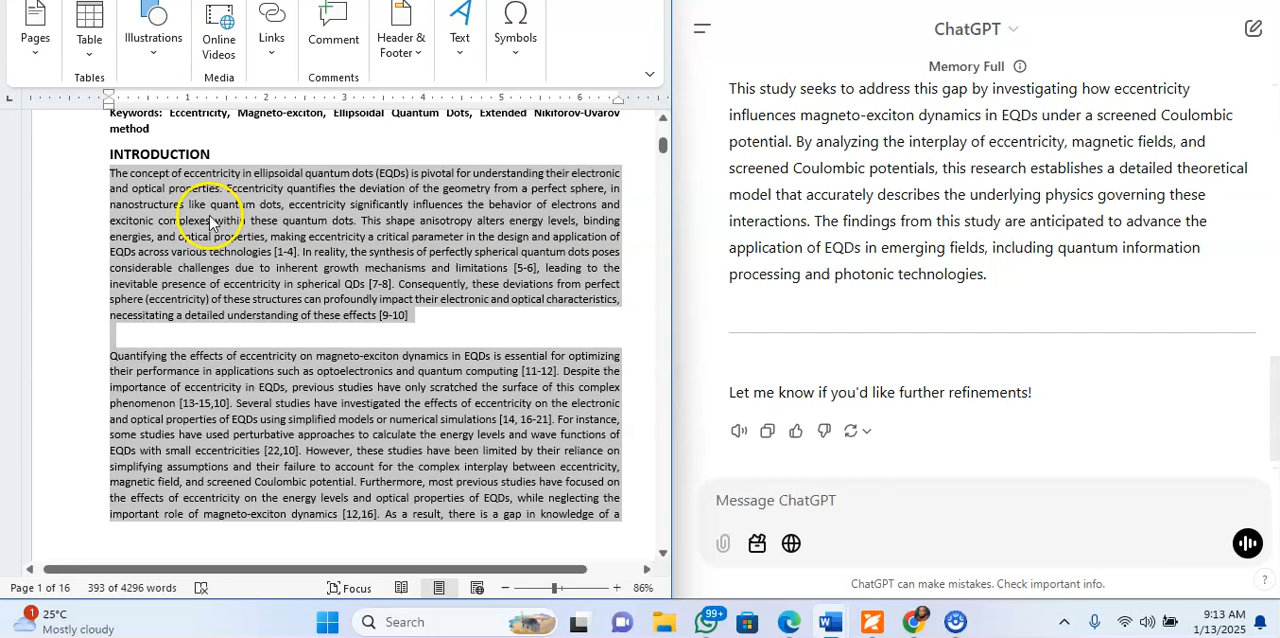 Pages
Table
Illustrations
Online
Videos
Links
Comment
Header &
Footer
Text
Symbols
Tables
Media
Comments
1
2
3
4
5
6
Keywords: Eccentricity, Magneto-exciton, Ellipsoidal Quantum Dots, Extended Nikiforov-Uvarov
method
INTRODUCTION
The concept of eccentricity in ellipsoidal quantum dots (EQDs) is pivotal for understanding their electronic
and optical properties. Eccentricity quantifies the deviation of the geometry from a perfect sphere, in
nanostructures like quantum dots, eccentricity significantly influences the behavior of electrons and
excitonic complexes within these quantum dots. This shape anisotropy alters energy levels, binding
energies, and optical properties, making eccentricity a critical parameter in the design and application of
EQDs across various technologies [1-4]. In reality, the synthesis of perfectly spherical quantum dots poses
considerable challenges due to inherent growth mechanisms and limitations [5-6], leading to the
inevitable presence of eccentricity in spherical QDs [7-8]. Consequently, these deviations from perfect
sphere (eccentricity) of these structures can profoundly impact their electronic and optical characteristics,
necessitating a detailed understanding of these effects [9-10]
Quantifying the effects of eccentricity on magneto-exciton dynamics in EQDs is essential for optimizing
their performance in applications such as optoelectronics and quantum computing [11-12]. Despite the
importance of eccentricity in EQDs, previous studies have only scratched the surface of this complex
phenomenon [13-15,10]. Several studies have investigated the effects of eccentricity on the electronic
and optical properties of EQDs using simplified models or numerical simulations [14, 16-21]. For instance,
some studies have used perturbative approaches to calculate the energy levels and wave functions of
EQDs with small eccentricities [22,10]. However, these studies have been limited by their reliance on
simplifying assumptions and their failure to account for the complex interplay between eccentricity,
magnetic field, and screened Coulombic potential. Furthermore, most previous studies have focused on
the effects of eccentricity on the energy levels and optical properties of EQDs, while neglecting the
important role of magneto-exciton dynamics [12,16]. As a result, there is a gap in knowledge of a
Page 1 of 16
393 of 4296 words
Focus
86%
ChatGPT
Memory Full
This study seeks to address this gap by investigating how eccentricity
influences magneto-exciton dynamics in EQDs under a screened Coulombic
potential. By analyzing the interplay of eccentricity, magnetic fields, and
screened Coulombic potentials, this research establishes a detailed theoretical
model that accurately describes the underlying physics governing these
interactions. The findings from this study are anticipated to advance the
application of EQDs in emerging fields, including quantum information
processing and photonic technologies.
Let me know if you'd like further refinements!
Message ChatGPT
ChatGPT can make mistakes. Check important info.
?
1
25°C
Mostly cloudy
Search
99+
9:13 AM
1/13/2025